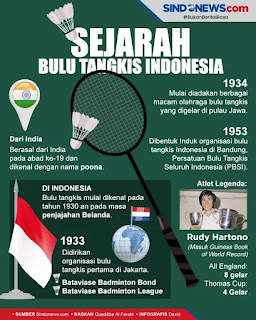 SINDONEWS.com
#BukanBeritaBiasa
SEJARAH
BULU TANGKIS INDONESIA
1934
Mulai diadakan berbagai
macam olahraga bulu tangkis
yang digelar di pulau Jawa.
1953
Dibentuk Induk organisasi bulu
tangkis Indonesia di Bandung,
Persatuan Bulu Tangkis
Seluruh Indonesia (PBSI).
Dari India
Berasal dari India
pada abad ke-19 dan
dikenal dengan nama poona.
DI INDONESIA
Bulu tangkis mulai dikenal pada
tahun 1930 an pada masa
penjajahan Belanda.
1933
Didirikan
organisasi bulu
tangkis pertama di Jakarta.
Bataviase Badminton Bond
Bataviase Badminton League
Atlet Legenda:
Rudy Hartono
(Masuk Guiness Book
of World Record)
All England:
8 gelar
Thomas Cup:
4 Gelar
• SUMBER Sindonews.com • NASKAH Quadiliba Al Farabi • INFOGRAFIS David